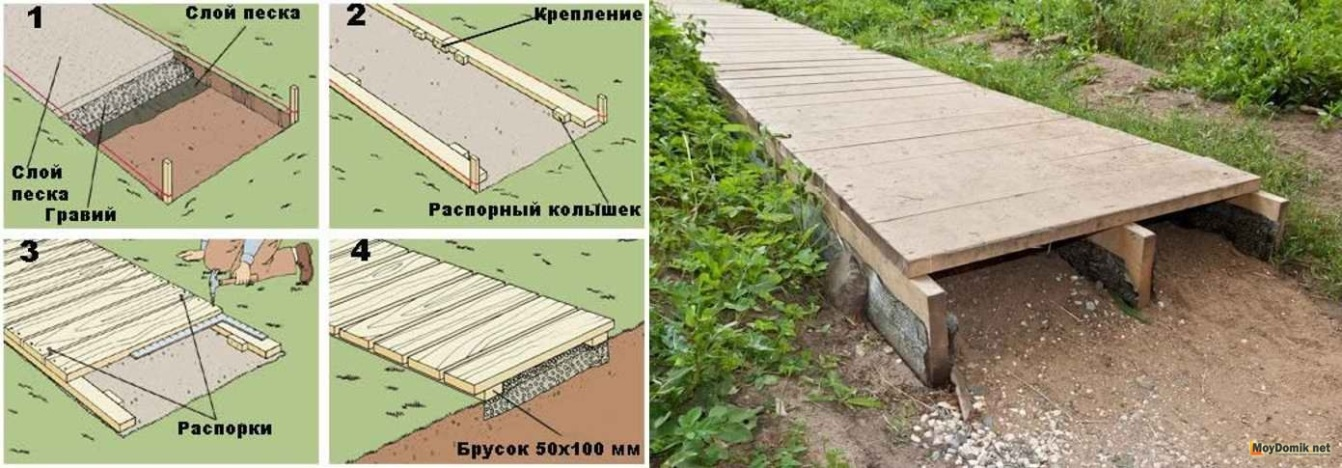 1
Слой песка
Слой
песка
Гравий
2
Крепление
Распорный колышек
3
Распорки
4
Брусок 50х100 мм
MoyDomik.net